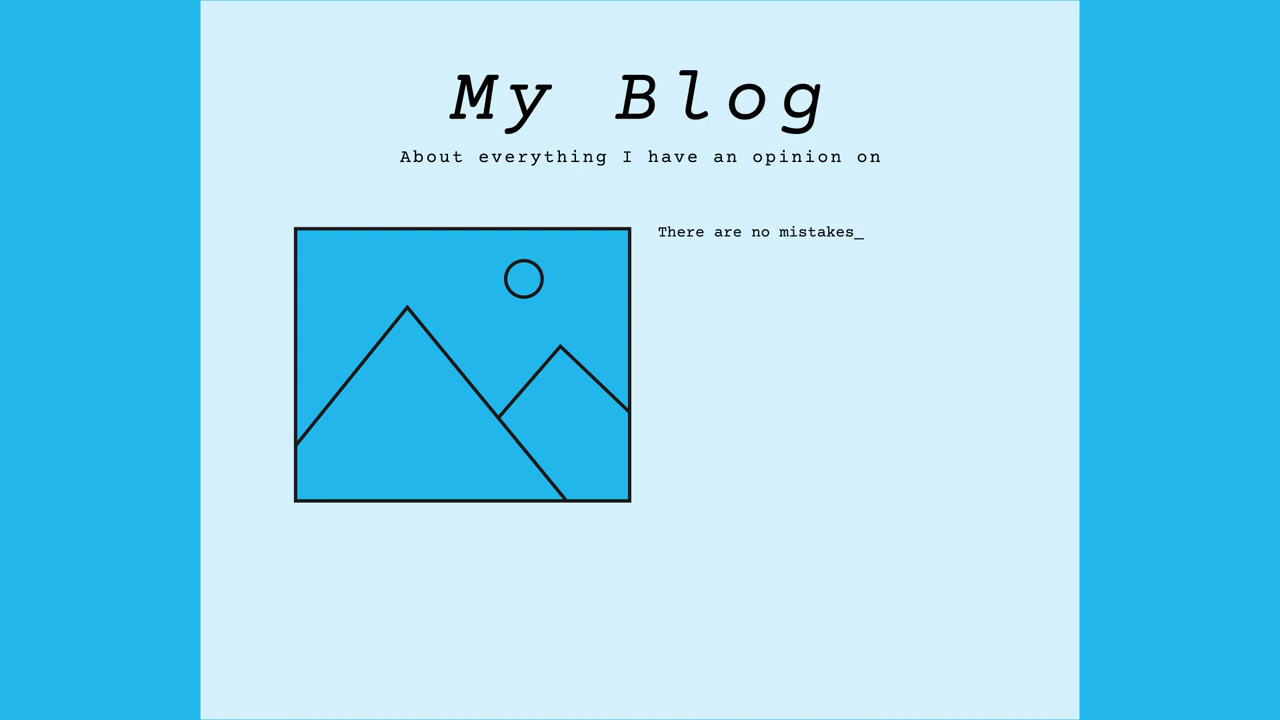 My Blog
About everything I have an opinion on
There are no mistakes_